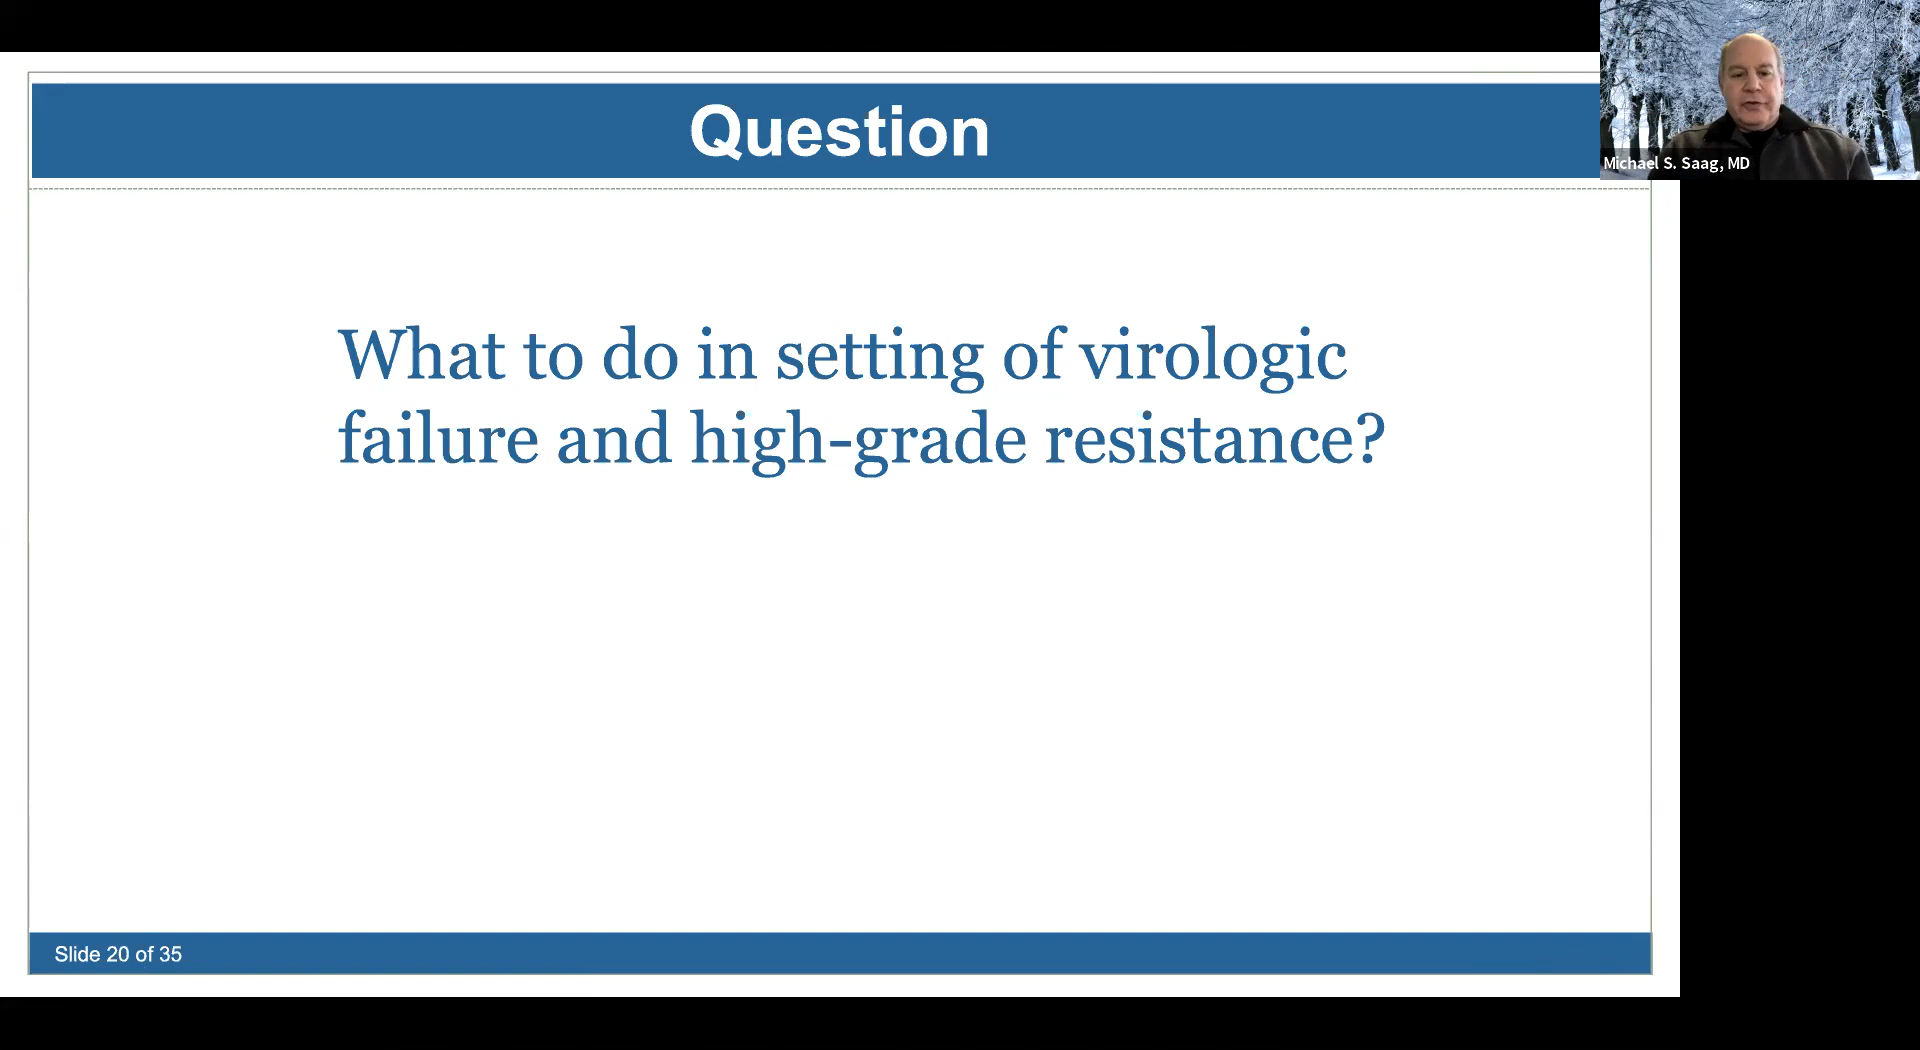 Question
Michael S. Saag, MD
What to do in setting of virologic
failure and high-grade resistance?
Slide 20 of 35